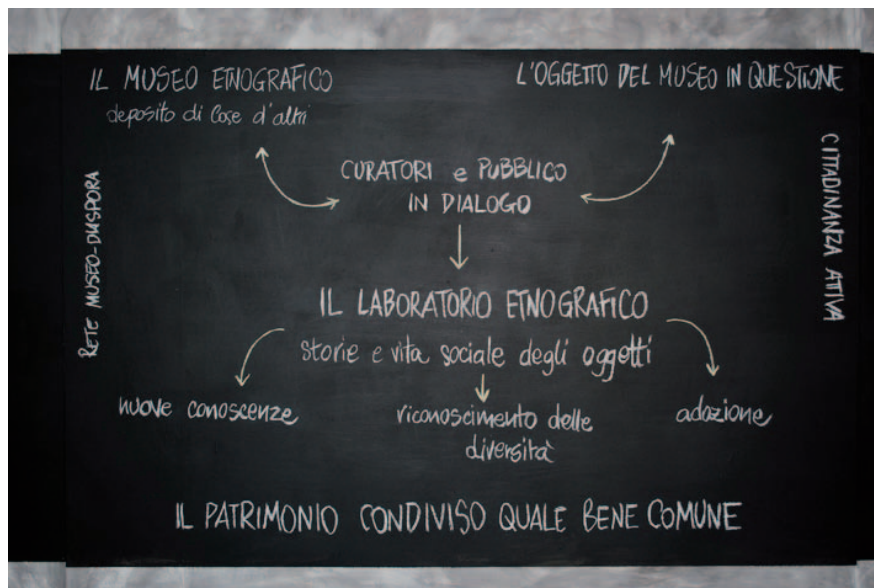 IL MUSEO ETNOGRAFICO
deposito di Cose d'altri
L'OGGETTO DEL MUSEO IN QUESTIONE
CURATORI e PUBBLICO
IN DIALOGO
RETE MUSEO-DIASPORA
CITTADINANZA ATTIVA
IL LABORATORIO ETNOGRAFICO
storie e vita sociale degli oggetti
nuove conoscenze
riconoscimento delle
diversità
adozione
IL PATRIMONIO CONDIVISO QUALE BENE COMUNE